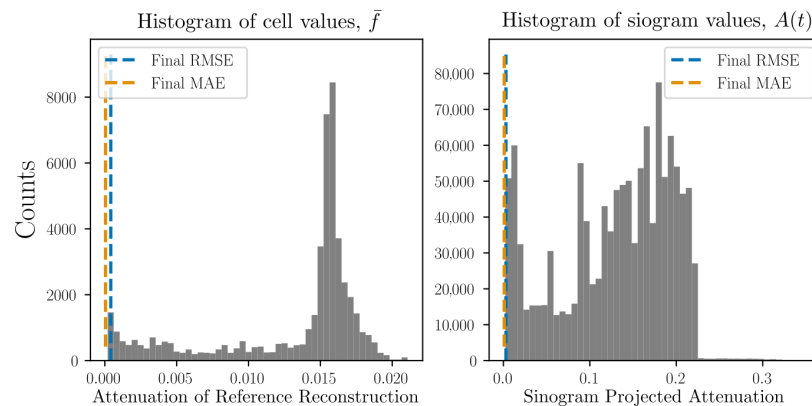 Histogram of cell values, f̄
Final RMSE
Final MAE
8000
6000
4000
2000
0
Counts
0.000 0.005 0.010 0.015 0.020
Attenuation of Reference Reconstruction
Histogram of siogram values, A(t)
Final RMSE
Final MAE
80,000
70,000
60,000
50,000
40,000
30,000
20,000
10,000
0
0.0 0.1 0.2 0.3
Sinogram Projected Attenuation